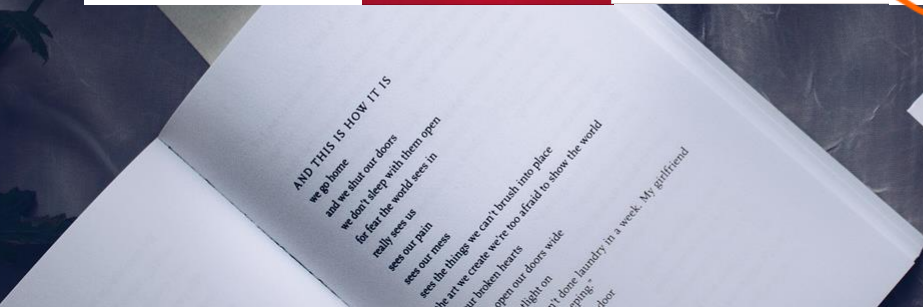 AND THIS IS HOW IT IS
we go home
and we shut our doors
we don't sleep with them open
for fear the world sees in
really sees us
sees our pain
sees our mess
sees the things we can't brush into place
the art we create we're too afraid to show the world
our broken hearts
open our doors wide
light on
done laundry in a week. My girlfriend
door